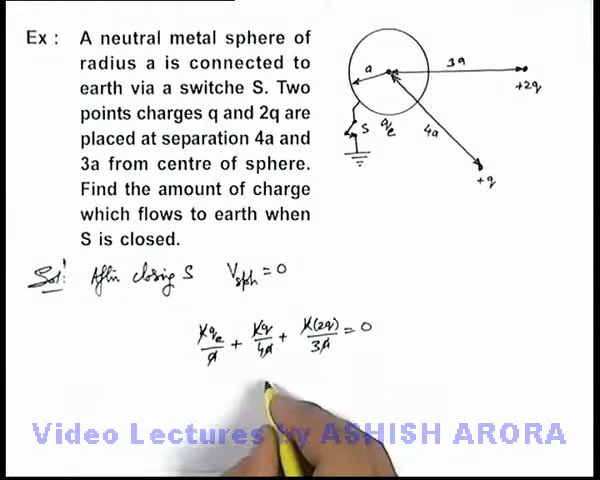 Ex : A neutral metal sphere of
radius a is connected to
earth via a switche S. Two
points charges q and 2q are
placed at separation 4a and
3a from centre of sphere.
Find the amount of charge
which flows to earth when
S is closed.
a
3a
+2q
S
qe
4a
+q
Sol: After closing S Vsph = 0
Kqe/a + Kq/4a + K(2q)/3a = 0
Video Lectures by ASHISH ARORA